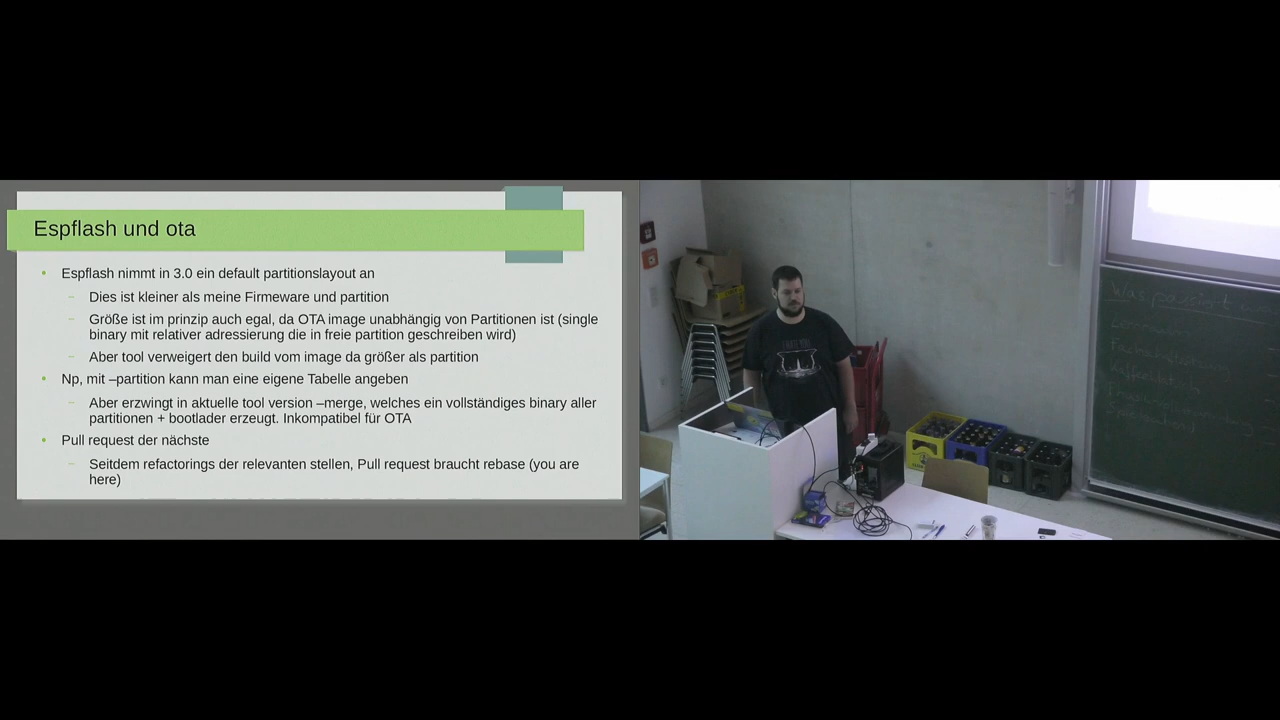 Espflash und ota
Espflash nimmt in 3.0 ein default partitionslayout an
Dies ist kleiner als meine Firmeware und partition
Größe ist im prinzip auch egal, da OTA image unabhängig von Partitionen ist (single
binary mit relativer adressierung die in freie partition geschreiben wird)
Aber tool verweigert den build vom image da größer als partition
Np, mit –partition kann man eine eigene Tabelle angeben
Aber erzwingt in aktuelle tool version –merge, welches ein vollständiges binary aller
partitionen + bootlader erzeugt. Inkompatibel für OTA
Pull request der nächste
Seitdem refactorings der relevanten stellen, Pull request braucht rebase (you are
here)
Was passiert